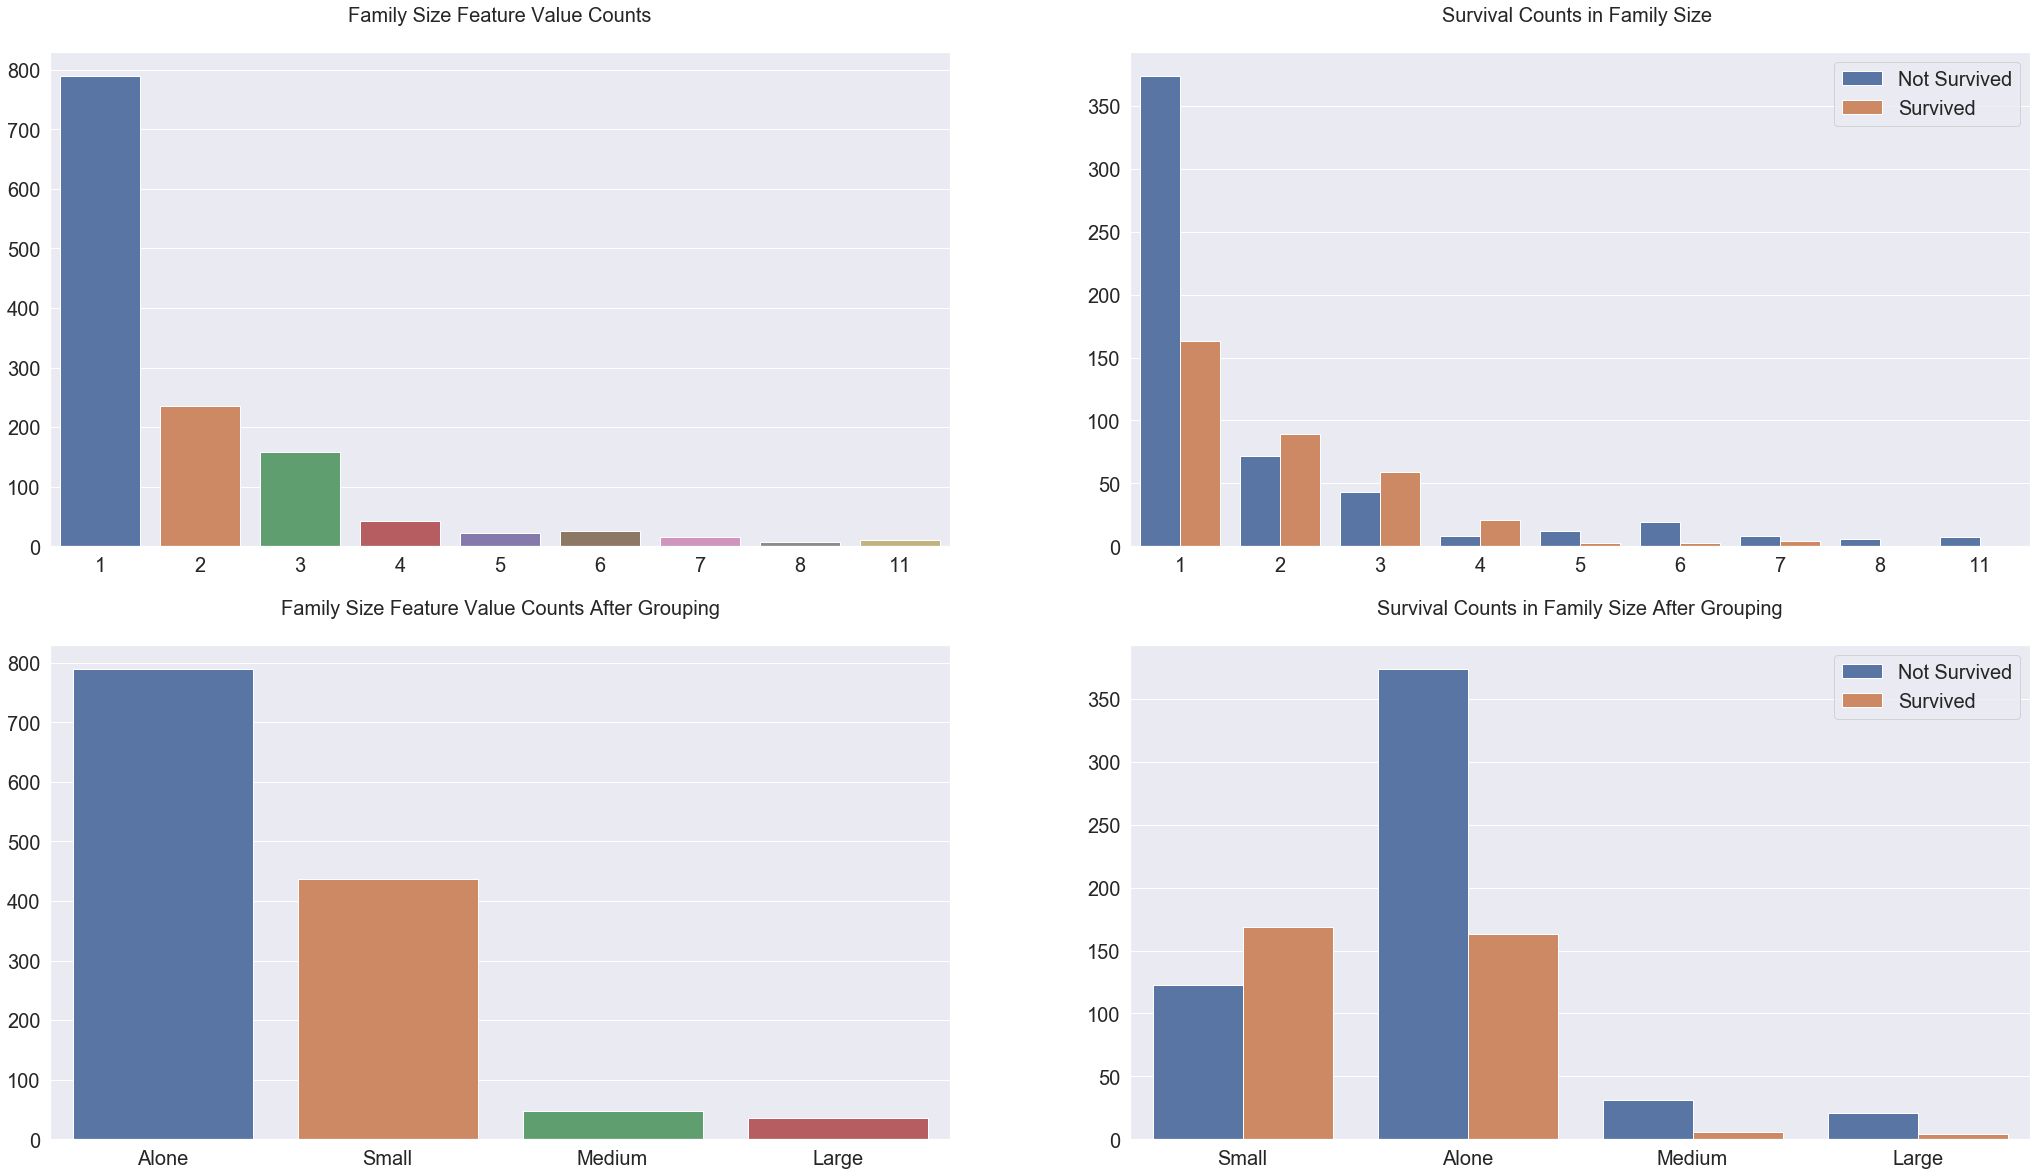 Family Size Feature Value Counts
800
700
600
500
400
300
200
100
0
1 2 3 4 5 6 7 8 11
Survival Counts in Family Size
Not Survived
Survived
350
300
250
200
150
100
50
0
1 2 3 4 5 6 7 8 11
Family Size Feature Value Counts After Grouping
800
700
600
500
400
300
200
100
0
Alone Small Medium Large
Survival Counts in Family Size After Grouping
Not Survived
Survived
350
300
250
200
150
100
50
0
Small Alone Medium Large